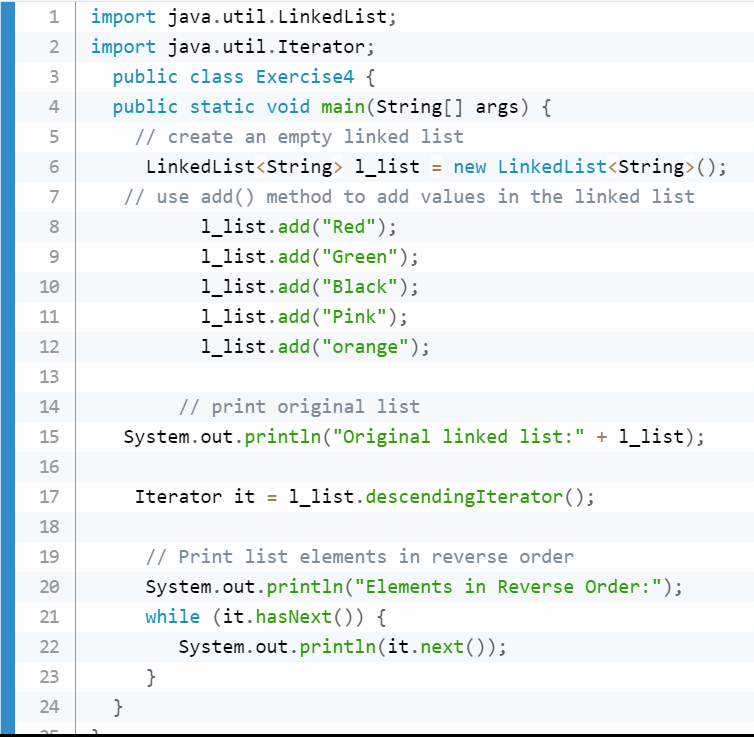 1 import java.util.LinkedList;
2 import java.util.Iterator;
3 public class Exercise4 {
4 public static void main(String[] args) {
5 // create an empty linked list
6 LinkedList<String> l_list = new LinkedList<String>();
7 // use add() method to add values in the linked list
8 l_list.add("Red");
9 l_list.add("Green");
10 l_list.add("Black");
11 l_list.add("Pink");
12 l_list.add("orange");
13
14 // print original list
15 System.out.println("Original linked list:" + l_list);
16
17 Iterator it = l_list.descendingIterator();
18
19 // Print list elements in reverse order
20 System.out.println("Elements in Reverse Order:");
21 while (it.hasNext()) {
22 System.out.println(it.next());
23 }
24 }